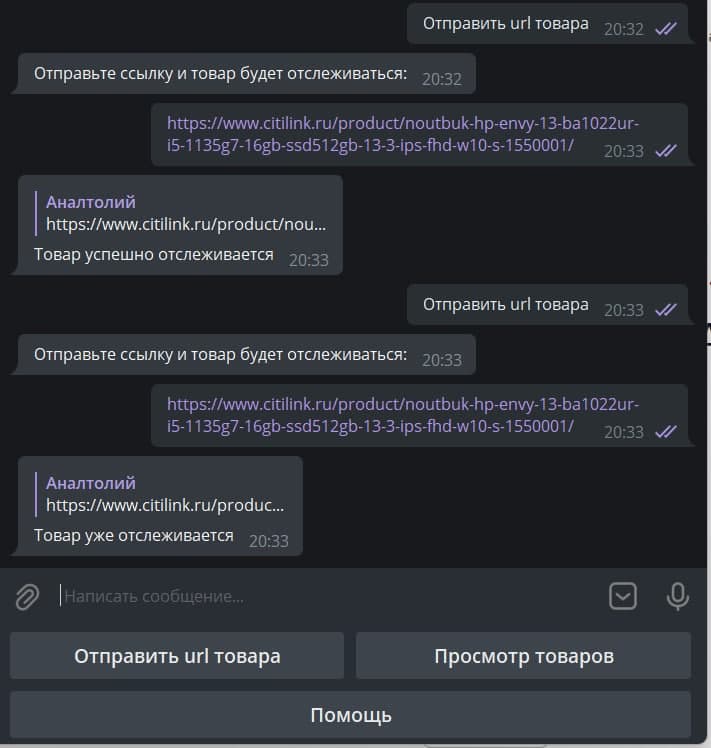 Отправить url товара 20:32
Отправьте ссылку и товар будет отслеживаться: 20:32
https://www.citilink.ru/product/noutbuk-hp-envy-13-ba1022ur-
i5-1135g7-16gb-ssd512gb-13-3-ips-fhd-w10-s-1550001/ 20:33
Аналтолий
https://www.citilink.ru/product/nou...
Товар успешно отслеживается 20:33
Отправить url товара 20:33
Отправьте ссылку и товар будет отслеживаться: 20:33
https://www.citilink.ru/product/noutbuk-hp-envy-13-ba1022ur-
i5-1135g7-16gb-ssd512gb-13-3-ips-fhd-w10-s-1550001/ 20:33
Аналтолий
https://www.citilink.ru/produc...
Товар уже отслеживается 20:33
Написать сообщение...
Отправить url товара
Просмотр товаров
Помощь